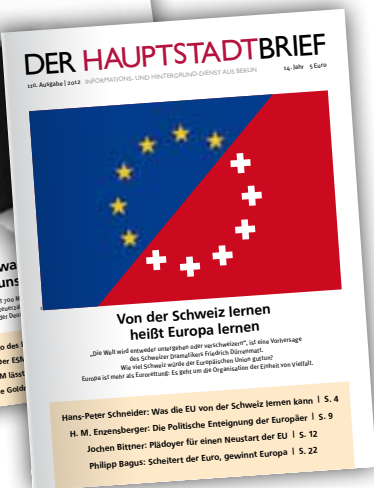 DER HAUPTSTADTBRIEF
110. Ausgabe | 2012 INFORMATIONS- UND HINTERGRUND-DIENST AUS BERLIN 14. Jahr 5 Euro
Von der Schweiz lernen
heißt Europa lernen
„Die Welt wird entweder untergehen oder verschweizern“, ist eine Vorhersage
des Schweizer Dramatikers Friedrich Dürrenmatt.
Wie viel Schweiz würde der Europäischen Union guttun?
Europa ist mehr als Eurorettung: Es geht um die Organisation der Einheit von Vielfalt.
Hans-Peter Schneider: Was die EU von der Schweiz lernen kann | S. 4
H. M. Enzensberger: Die Politische Enteignung der Europäer | S. 9
Jochen Bittner: Plädoyer für einen Neustart der EU | S. 12
Philipp Bagus: Scheitert der Euro, gewinnt Europa | S. 22